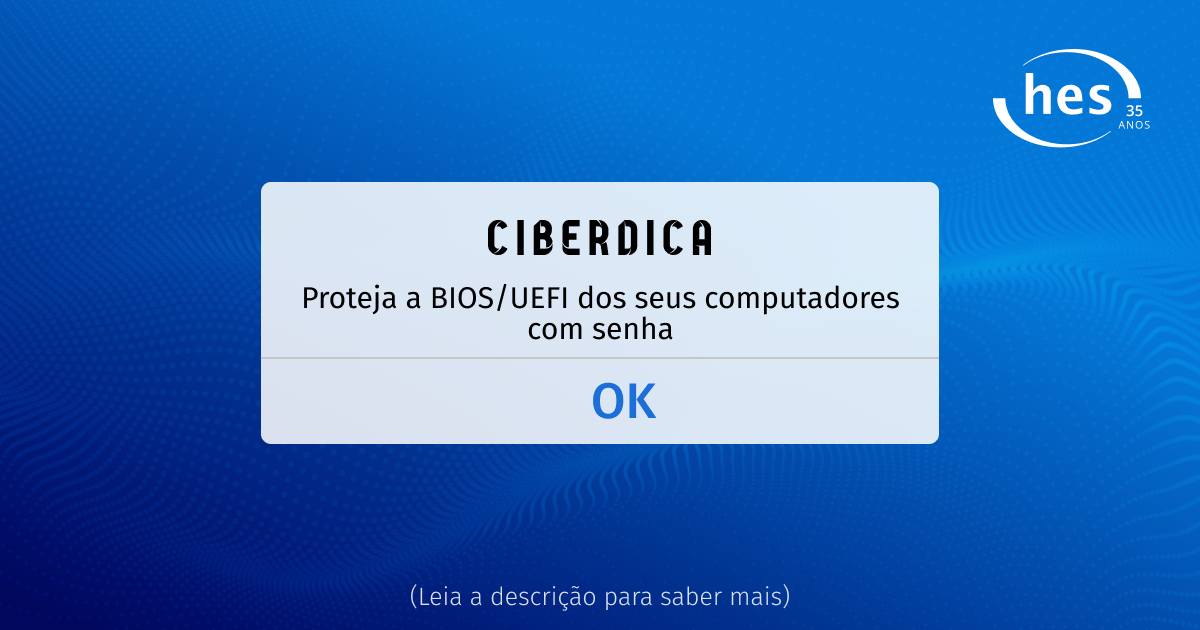 hes
35
ANOS
CIBERDICA
Proteja a BIOS/UEFI dos seus computadores
com senha
OK
(Leia a descrição para saber mais)